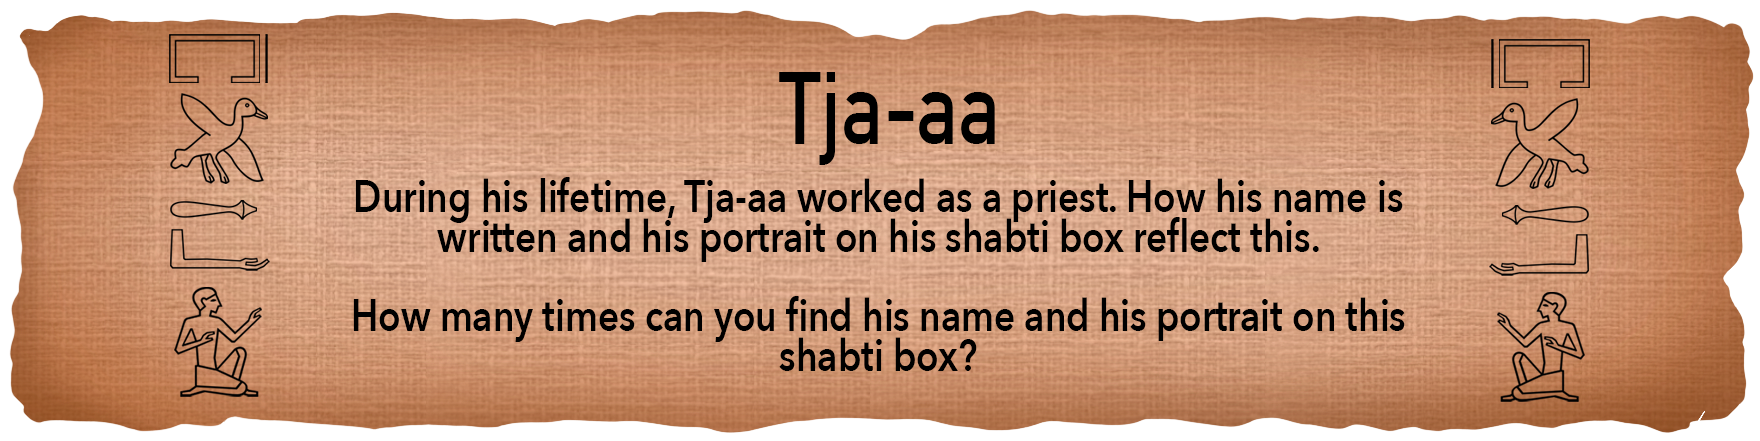 Tja-aa
During his lifetime, Tja-aa worked as a priest. How his name is
written and his portrait on his shabti box reflect this.
How many times can you find his name and his portrait on this
shabti box?